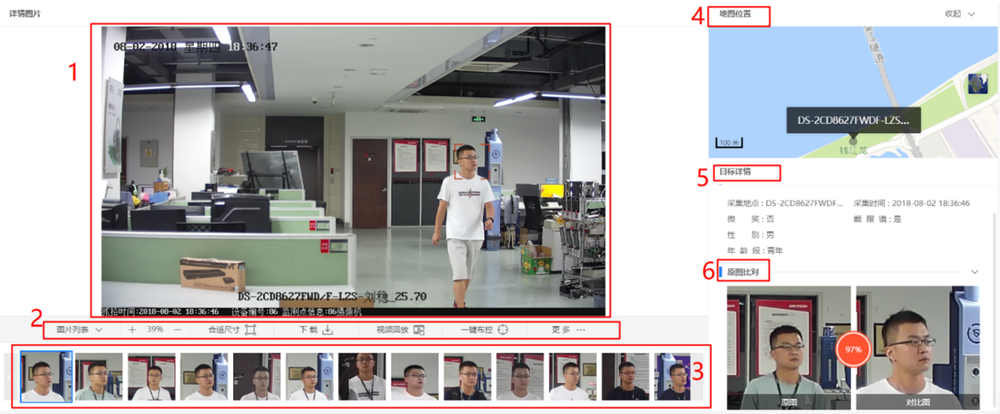 详情图片
1
08-02-2018 星期四 18:36:47
DS-2CD8627FWD/F-LZS-刘稳_25.70
抓拍时间:2018-08-02 18:36:46 设备编号:86 监测点信息:86摄像机
2
图片列表 + 39% — 合适尺寸 下载 视频回放 一键布控 更多 ···
3
4
地图位置 收起
DS-2CD8627FWDF-LZS...
100 米
钱江龙
5
目标详情
采集地点 : DS-2CD8627FWDF... 采集时间 : 2018-08-02 18:36:46
微 笑 : 否 戴 眼 镜 : 是
性 别 : 男
年 龄 段 : 青年
6
原图比对
97%
原图 对比图